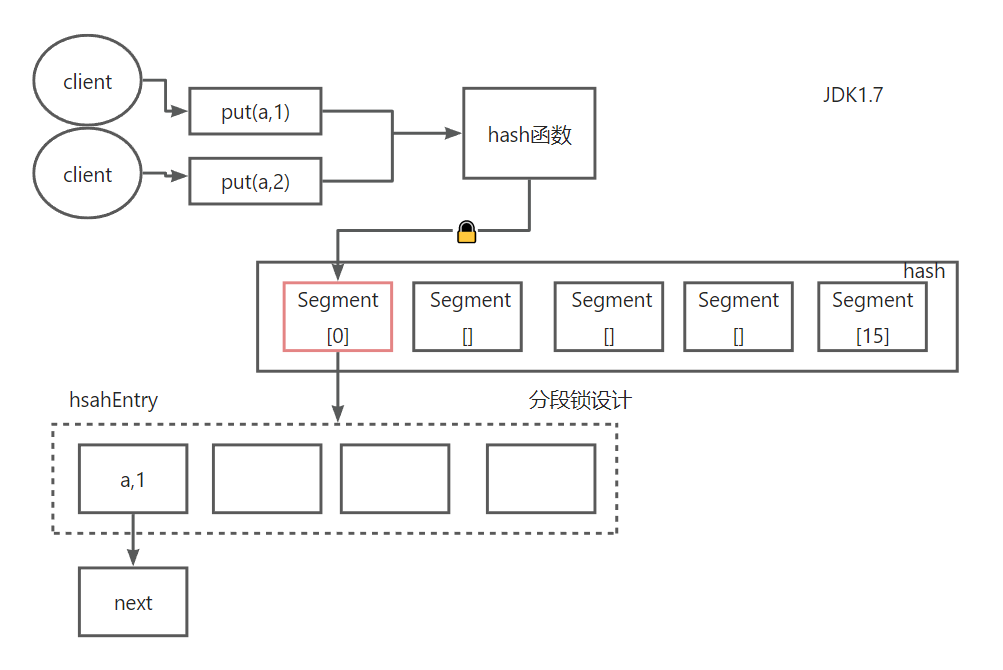 client
put(a,1)
hash函数
JDK1.7
client
put(a,2)
hash
Segment
[0]
Segment
[]
Segment
[]
Segment
[]
Segment
[15]
hsahEntry
分段锁设计
a,1
next